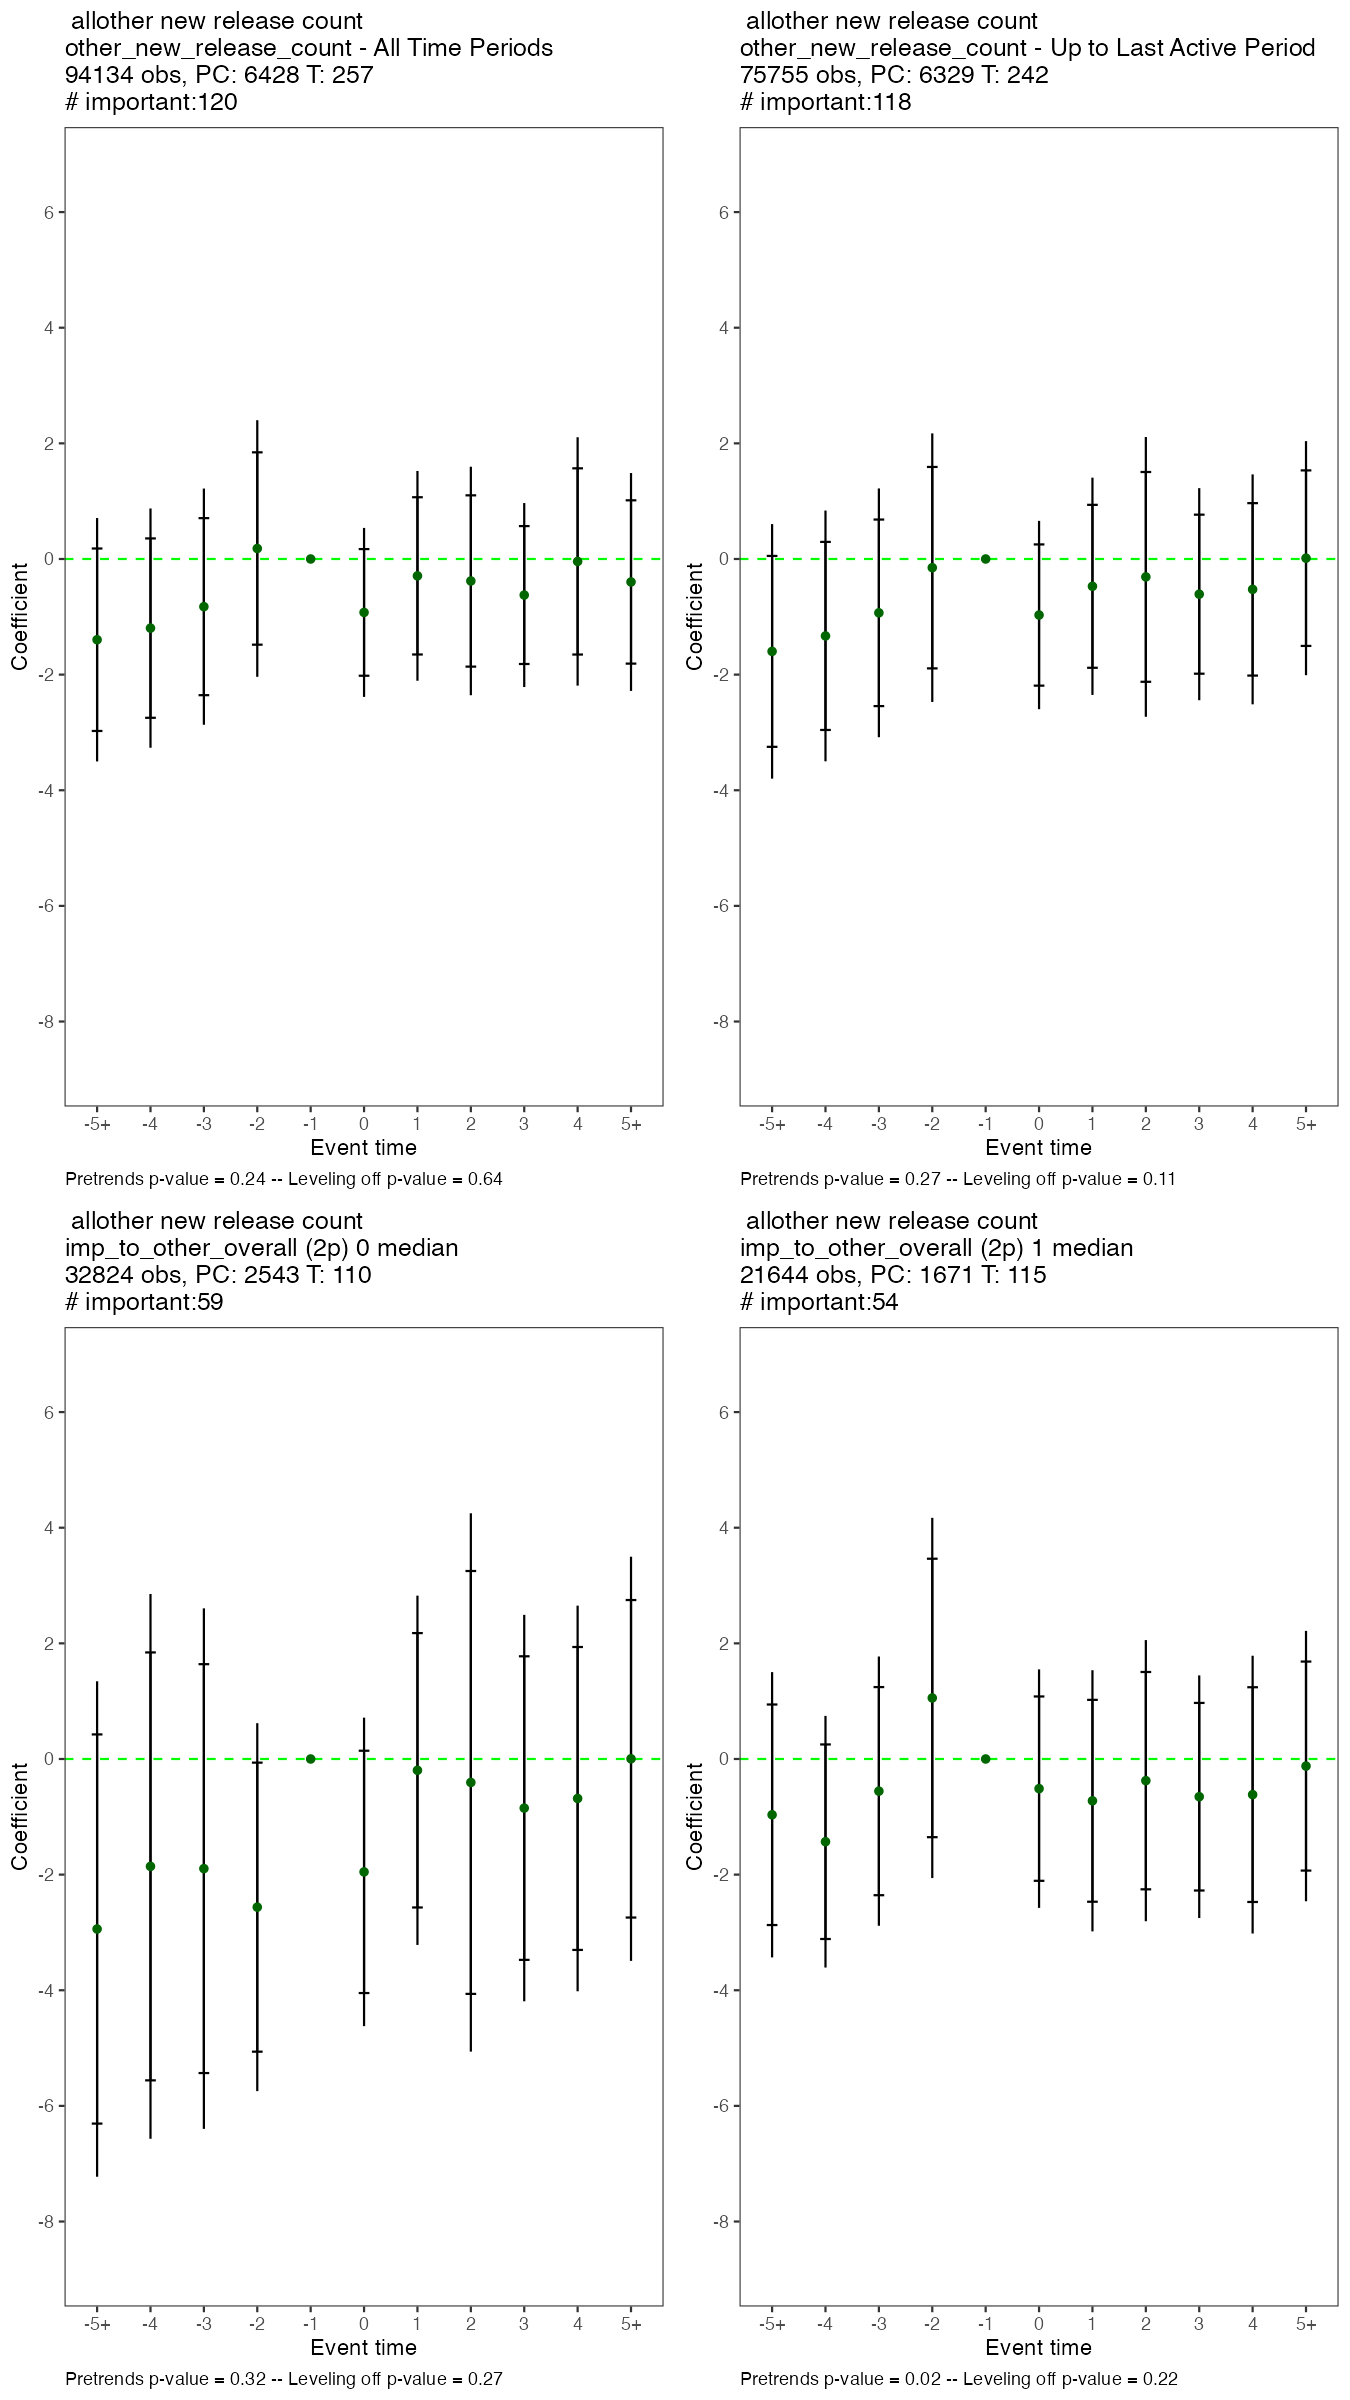 allother new release count
other_new_release_count - All Time Periods
94134 obs, PC: 6428 T: 257
# important:120
6
4
2
0
-2
-4
-6
-8
Coefficient
-5+ -4 -3 -2 -1 0 1 2 3 4 5+
Event time
Pretrends p-value = 0.24 -- Leveling off p-value = 0.64
allother new release count
other_new_release_count - Up to Last Active Period
75755 obs, PC: 6329 T: 242
# important:118
6
4
2
0
-2
-4
-6
-8
Coefficient
-5+ -4 -3 -2 -1 0 1 2 3 4 5+
Event time
Pretrends p-value = 0.27 -- Leveling off p-value = 0.11
allother new release count
imp_to_other_overall (2p) 0 median
32824 obs, PC: 2543 T: 110
# important:59
6
4
2
0
-2
-4
-6
-8
Coefficient
-5+ -4 -3 -2 -1 0 1 2 3 4 5+
Event time
Pretrends p-value = 0.32 -- Leveling off p-value = 0.27
allother new release count
imp_to_other_overall (2p) 1 median
21644 obs, PC: 1671 T: 115
# important:54
6
4
2
0
-2
-4
-6
-8
Coefficient
-5+ -4 -3 -2 -1 0 1 2 3 4 5+
Event time
Pretrends p-value = 0.02 -- Leveling off p-value = 0.22